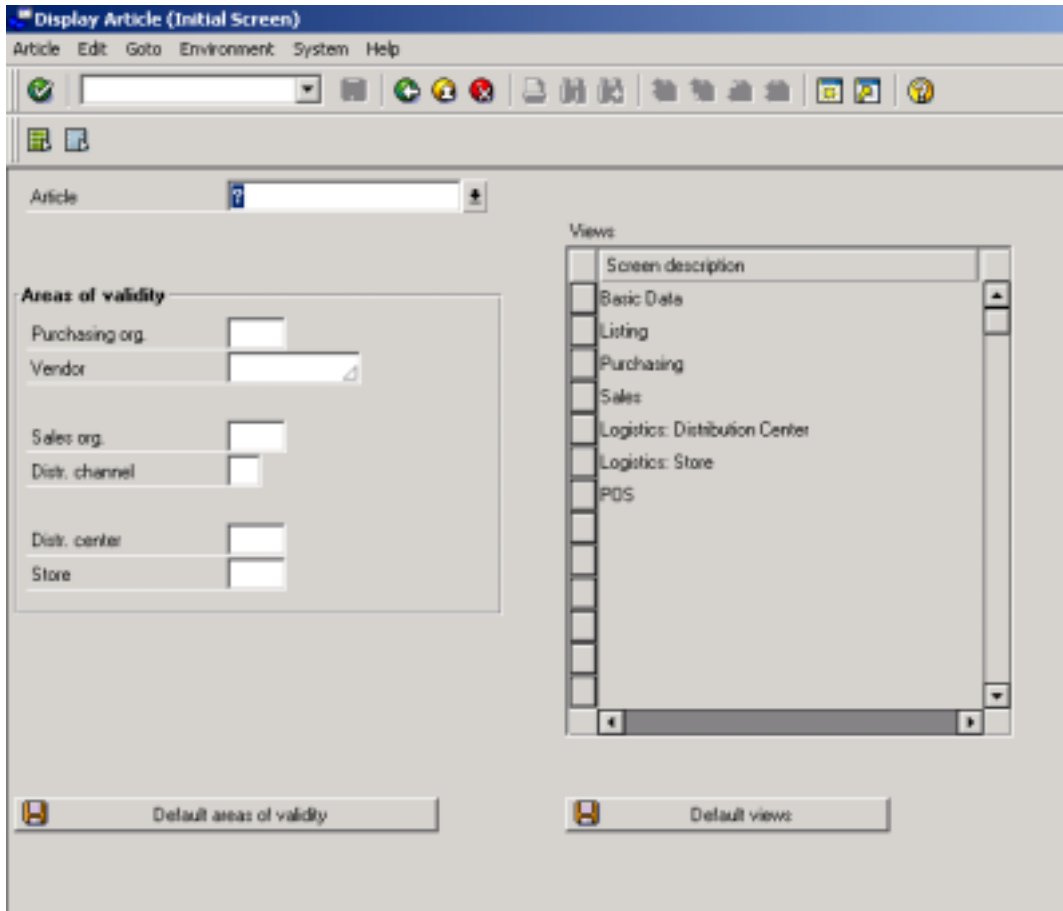 Display Article (Initial Screen)
Article Edit Goto Environment System Help
Article ?
Views
Screen description
Areas of validity
Basic Data
Listing
Purchasing org.
Purchasing
Vendor
Sales
Sales org.
Logistics: Distribution Center
Distr. channel
Logistics: Store
POS
Distr. center
Store
Default areas of validity
Default views